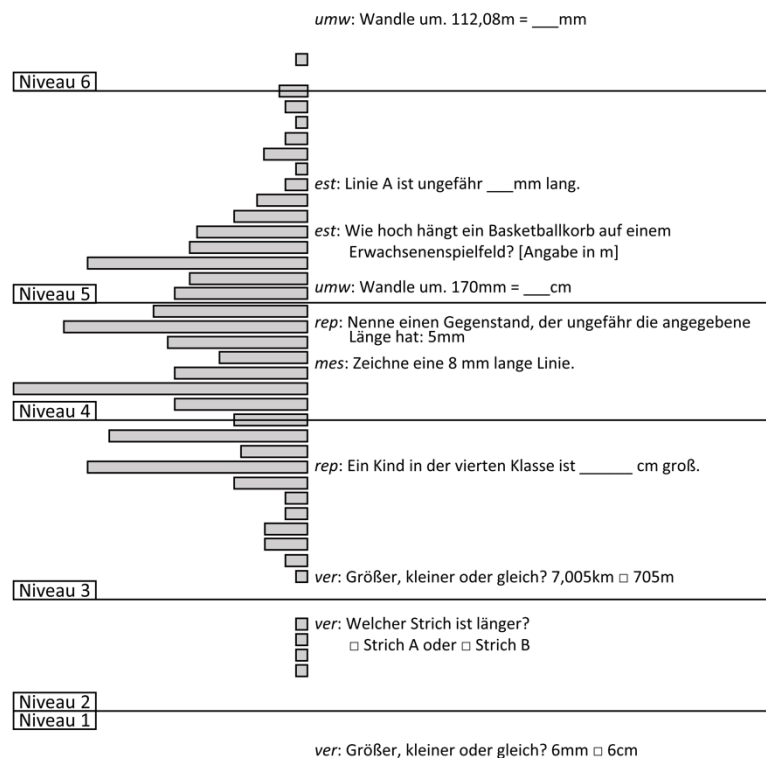 umw: Wandle um. 112,08m = ___mm
Niveau 6
est: Linie A ist ungefähr ___mm lang.
est: Wie hoch hängt ein Basketballkorb auf einem
Erwachsenenspielfeld? [Angabe in m]
umw: Wandle um. 170mm = ___cm
Niveau 5
rep: Nenne einen Gegenstand, der ungefähr die angegebene
Länge hat: 5mm
mes: Zeichne eine 8 mm lange Linie.
Niveau 4
rep: Ein Kind in der vierten Klasse ist ______ cm groß.
ver: Größer, kleiner oder gleich? 7,005km □ 705m
Niveau 3
ver: Welcher Strich ist länger?
□ Strich A oder □ Strich B
Niveau 2
Niveau 1
ver: Größer, kleiner oder gleich? 6mm □ 6cm